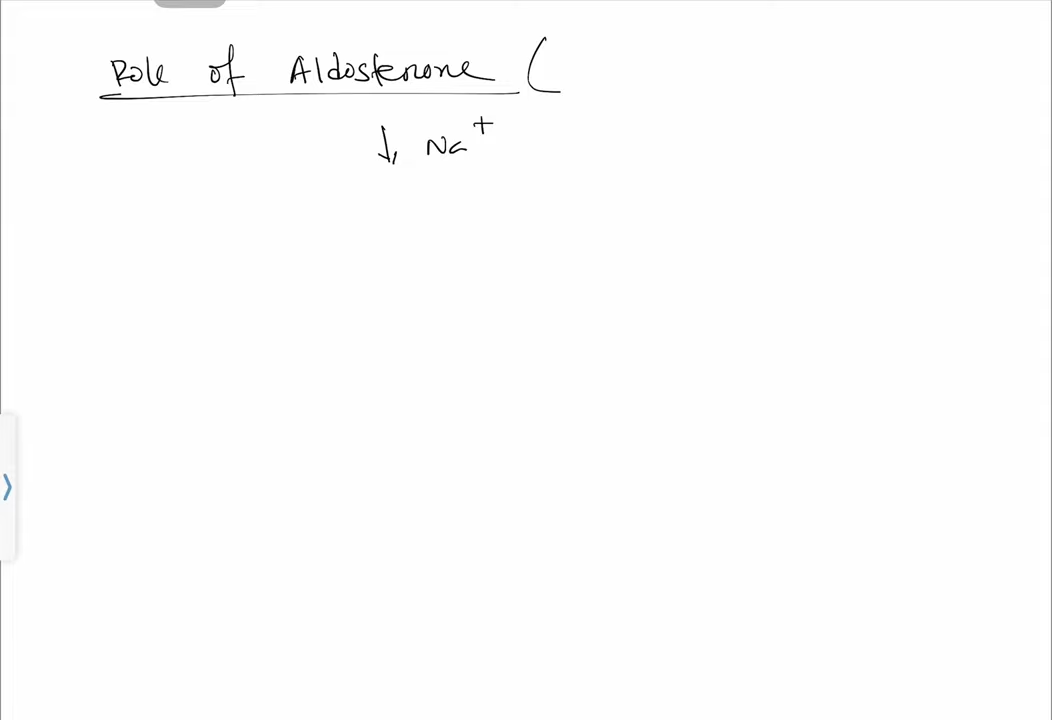 Role of Aldosterone (
↓, Na⁺